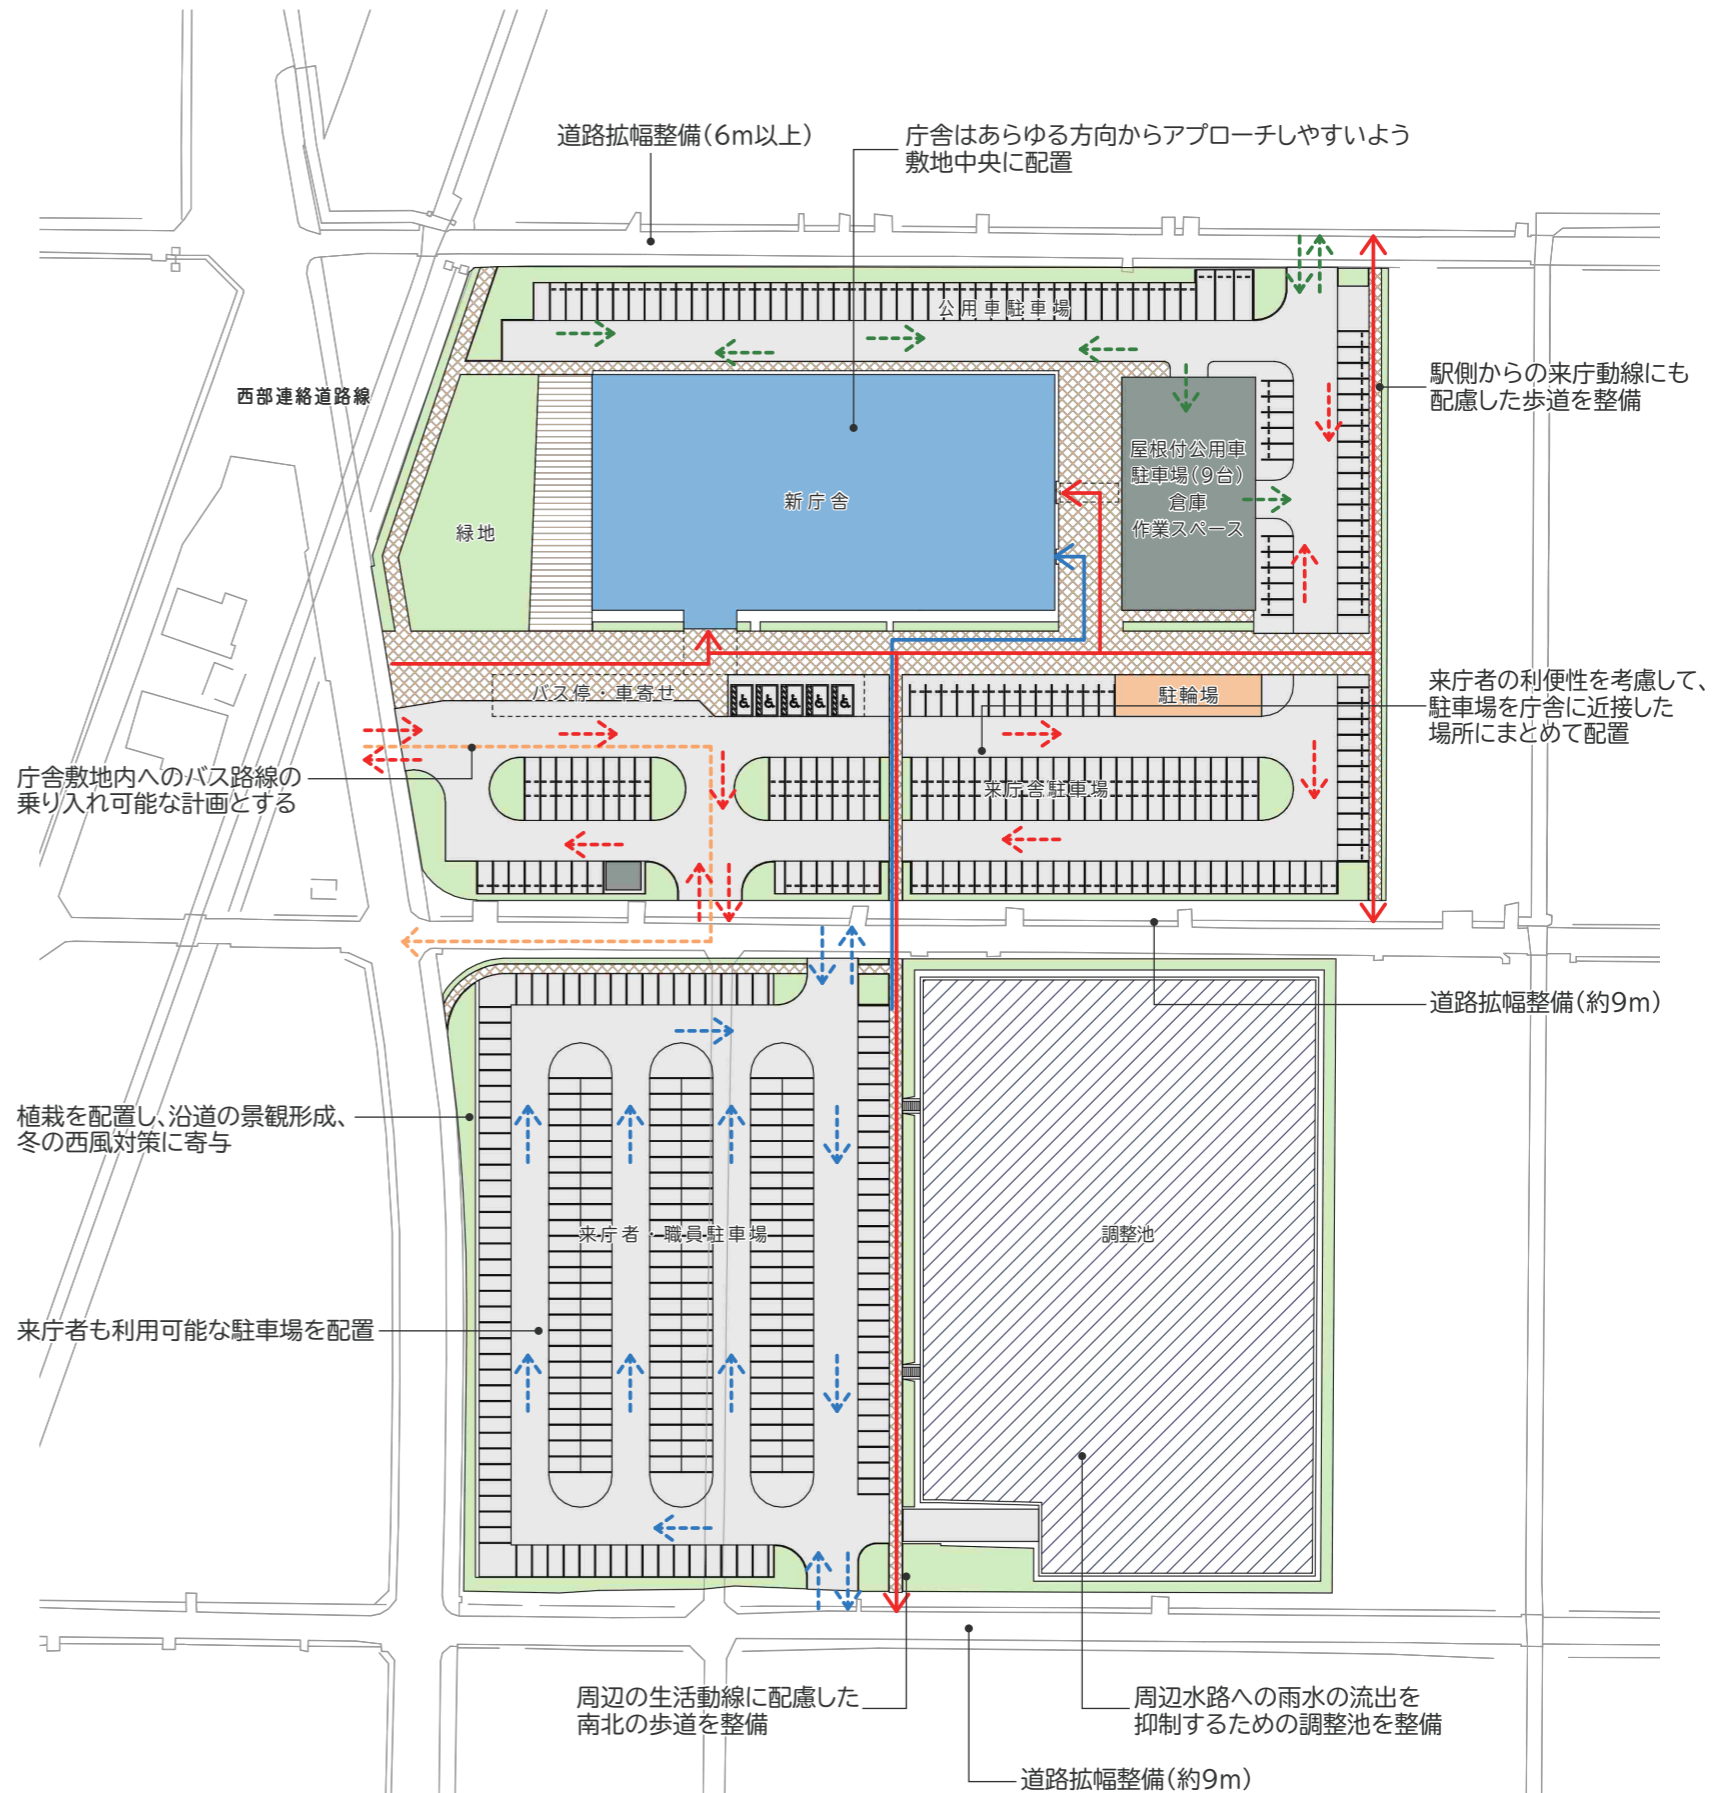 道路拡幅整備（6m以上）
庁舎はあらゆる方向からアプローチしやすいよう
敷地中央に配置
公用車駐車場
駅側からの来庁動線にも
配慮した歩道を整備
西部連絡道路線
屋根付公用車
駐車場（9台）
倉庫
作業スペース
新庁舎
緑地
来庁者の利便性を考慮して、
駐車場を庁舎に近接した
場所にまとめて配置
バス停・車寄せ
駐輪場
庁舎敷地内へのバス路線の
乗り入れ可能な計画とする
来庁舎駐車場
道路拡幅整備（約9m）
植栽を配置し、沿道の景観形成、
冬の西風対策に寄与
来庁者・職員駐車場
調整池
来庁者も利用可能な駐車場を配置
周辺の生活動線に配慮した
南北の歩道を整備
周辺水路への雨水の流出を
抑制するための調整池を整備
道路拡幅整備（約9m）